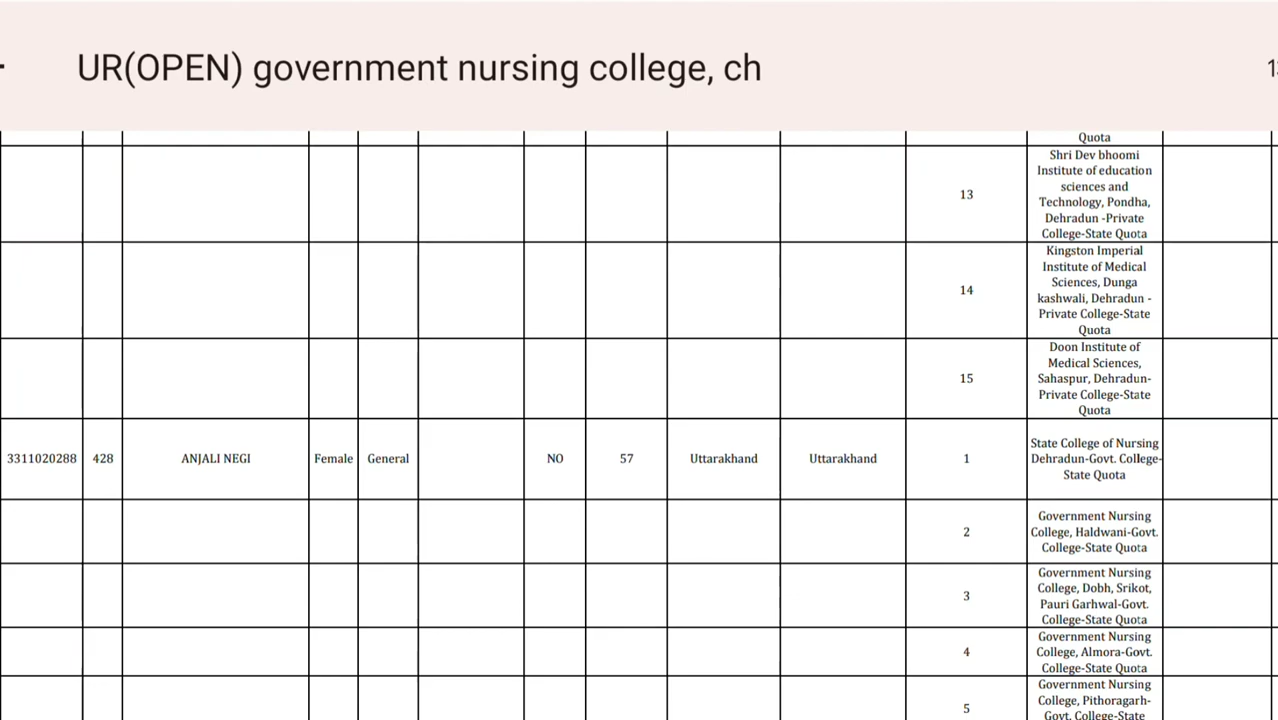 UR(OPEN) government nursing college, ch
Quota
13
Shri Dev bhoomi
Institute of education
sciences and
Technology, Pondha,
Dehradun -Private
College-State Quota
14
Kingston Imperial
Institute of Medical
Sciences, Dunga
kashwali, Dehradun -
Private College-State
Quota
15
Doon Institute of
Medical Sciences,
Sahaspur, Dehradun-
Private College-State
Quota
3311020288 428 ANJALI NEGI Female General NO 57 Uttarakhand Uttarakhand 1
State College of Nursing
Dehradun-Govt. College-
State Quota
2
Government Nursing
College, Haldwani-Govt.
College-State Quota
3
Government Nursing
College, Dobh, Srikot,
Pauri Garhwal-Govt.
College-State Quota
4
Government Nursing
College, Almora-Govt.
College-State Quota
5
Government Nursing
College, Pithoragarh-
Govt. College-State